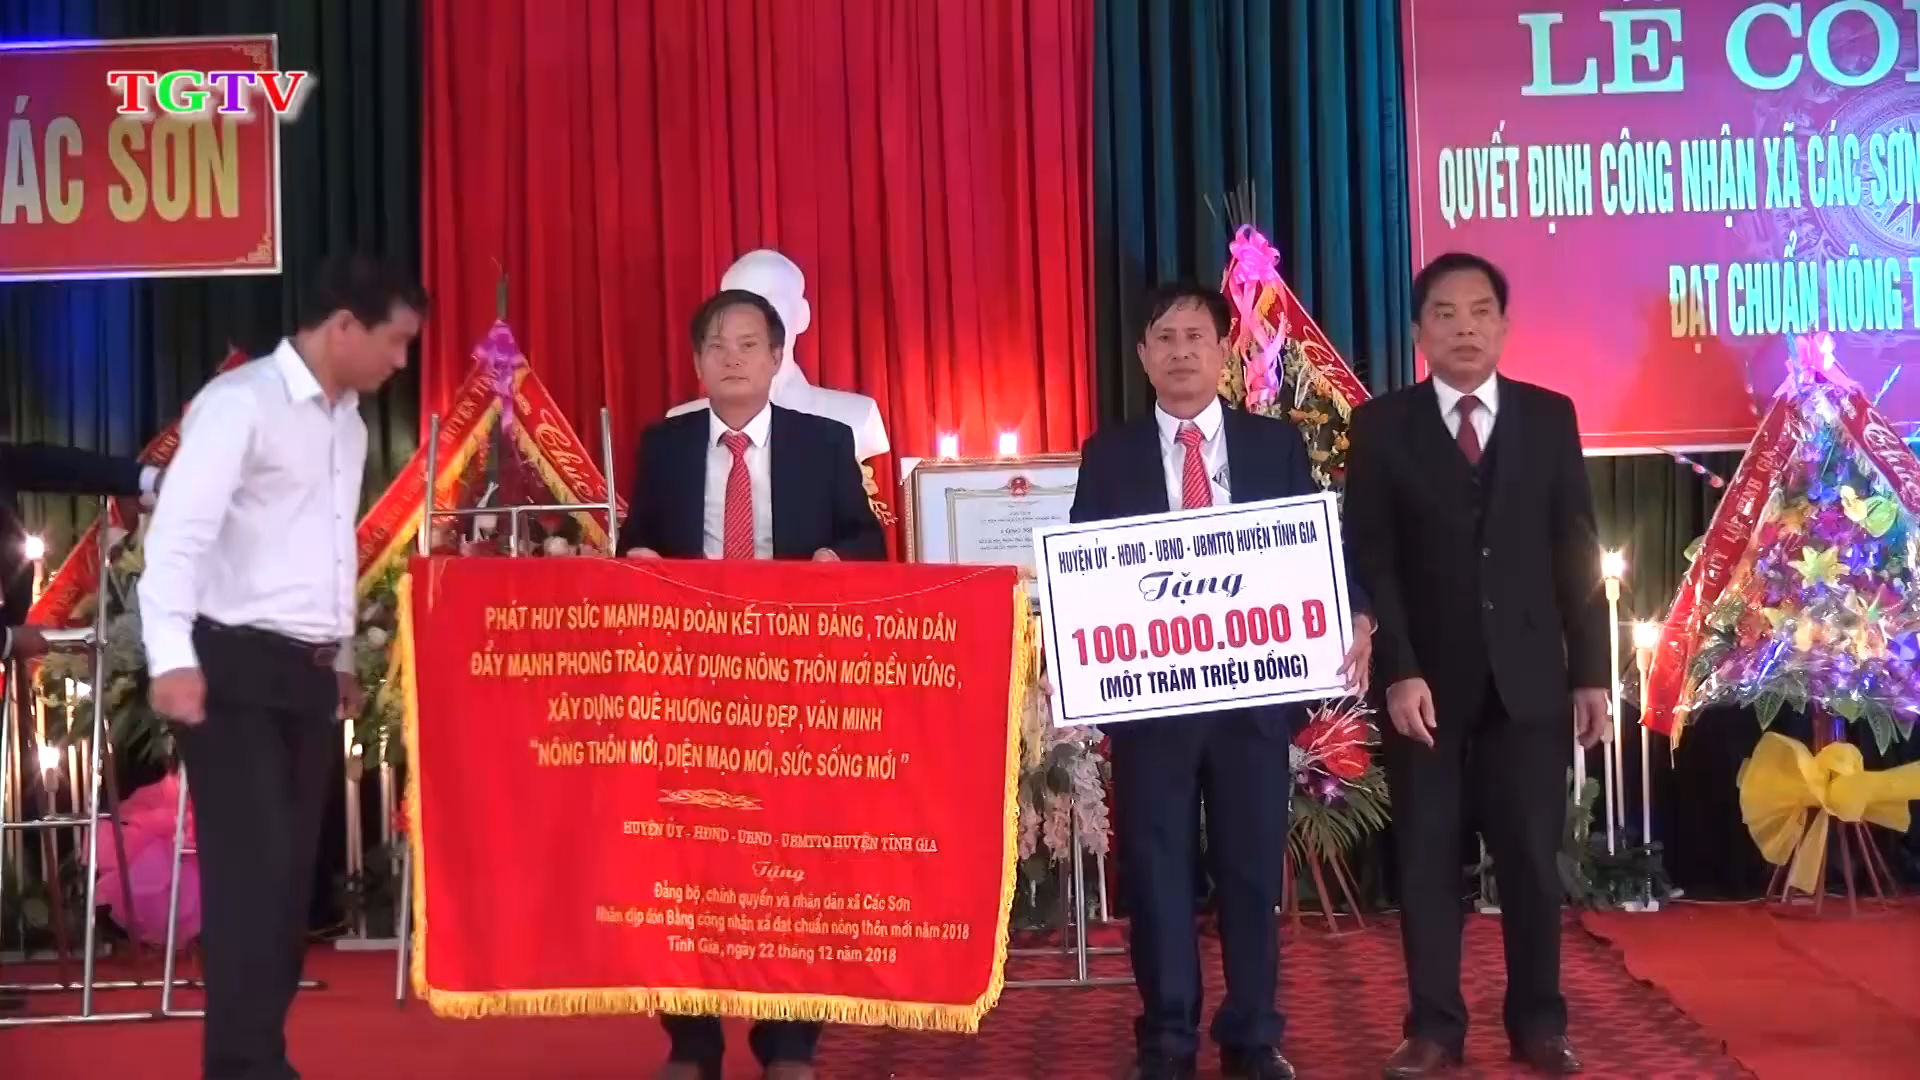 TGTV
ÁC SƠN
LỄ CÔ
QUYẾT ĐỊNH CÔNG NHẬN XÃ CÁC SƠN
ĐẠT CHUẨN NÔNG T
PHÁT HUY SỨC MẠNH ĐẠI ĐOÀN KẾT TOÀN ĐẢNG, TOÀN DÂN
ĐẨY MẠNH PHONG TRÀO XÂY DỰNG NÔNG THÔN MỚI BỀN VỮNG,
XÂY DỰNG QUÊ HƯƠNG GIÀU ĐẸP, VĂN MINH
"NÔNG THÔN MỚI, DIỆN MẠO MỚI, SỨC SỐNG MỚI"
HUYỆN ỦY - HĐND - UBND - UBMTTQ HUYỆN TĨNH GIA
Tặng
Đảng bộ, chính quyền và nhân dân xã Các Sơn
Nhân dịp đón Bằng công nhận xã đạt chuẩn nông thôn mới năm 2018
Tĩnh Gia, ngày 22 tháng 12 năm 2018
HUYỆN ỦY - HĐND - UBND - UBMTTQ HUYỆN TĨNH GIA
Tặng
100.000.000 Đ
(MỘT TRĂM TRIỆU ĐỒNG)
Chúc
Chúc
Chúc